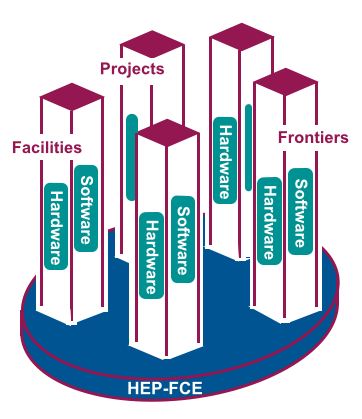 Projects
Facilities
Frontiers
Hardware
Software
Hardware
Software
Hardware
Hardware
Software
HEP-FCE